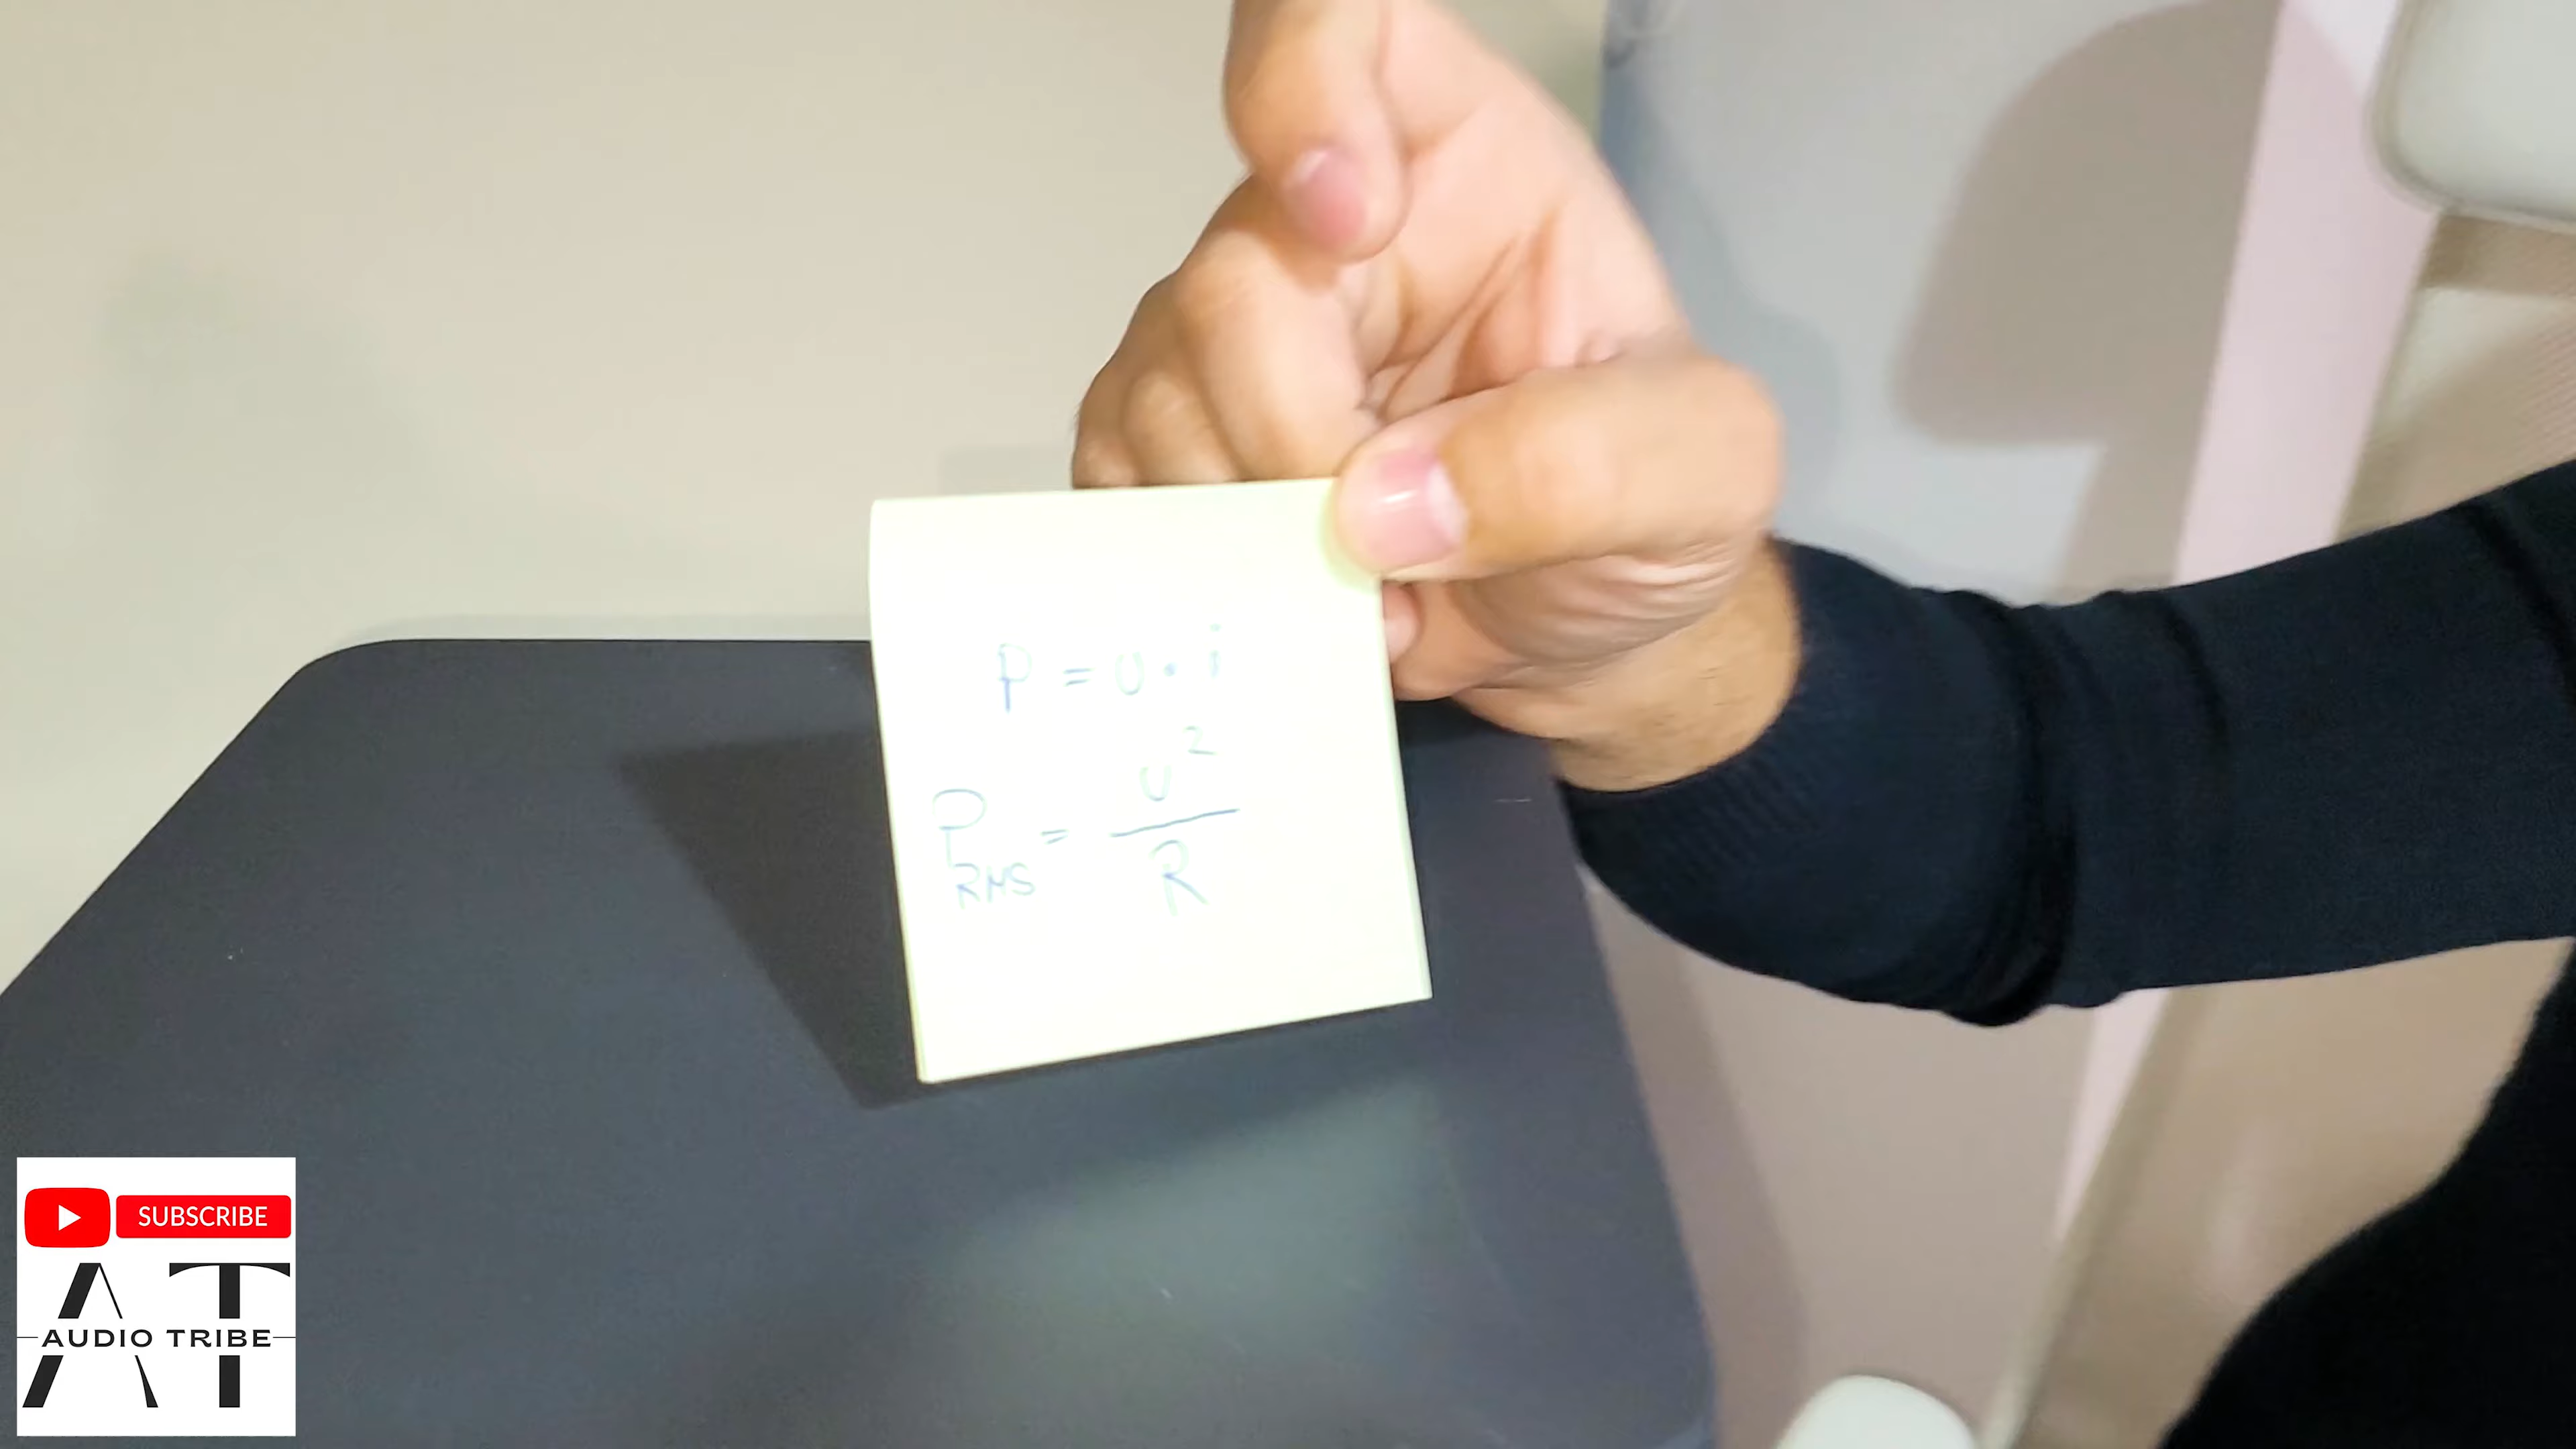 P = U . i
P RMS = U²/R
SUBSCRIBE
AT
AUDIO TRIBE